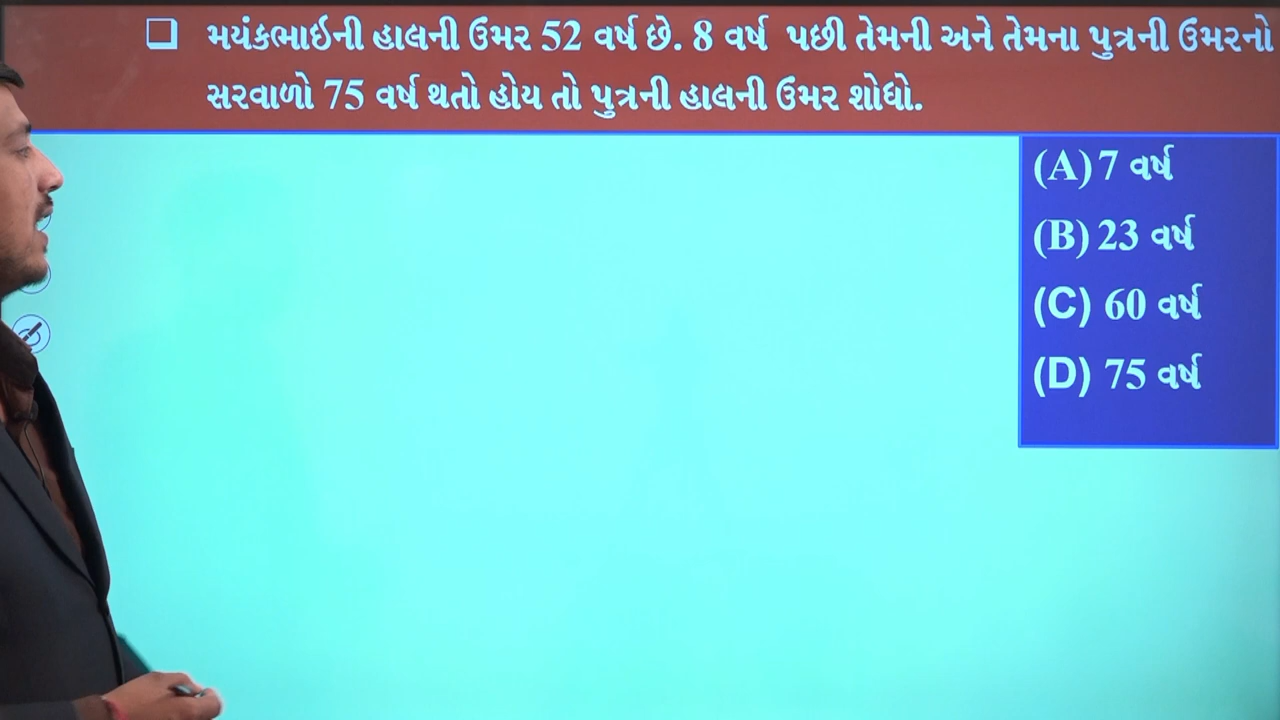 ❑ મયંકભાઇની હાલની ઉંમર 52 વર્ષ છે. 8 વર્ષ પછી તેમની અને તેમના પુત્રની ઉંમરનો
સરવાળો 75 વર્ષ થતો હોય તો પુત્રની હાલની ઉંમર શોધો.
(A) 7 વર્ષ
(B) 23 વર્ષ
(C) 60 વર્ષ
(D) 75 વર્ષ